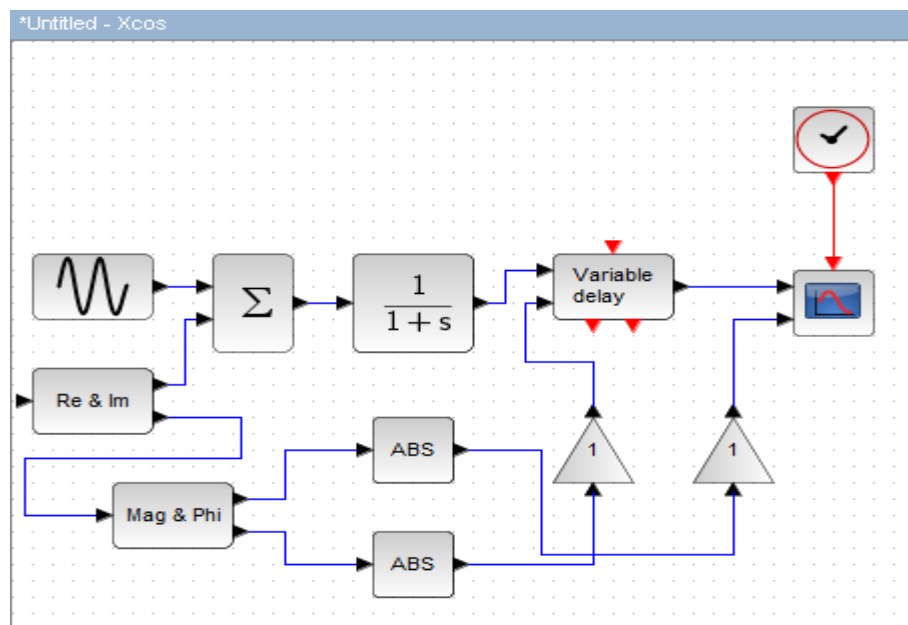 *Untitled - Xcos
Σ
1
1 + s
Variable
delay
Re & Im
ABS
1
1
Mag & Phi
ABS